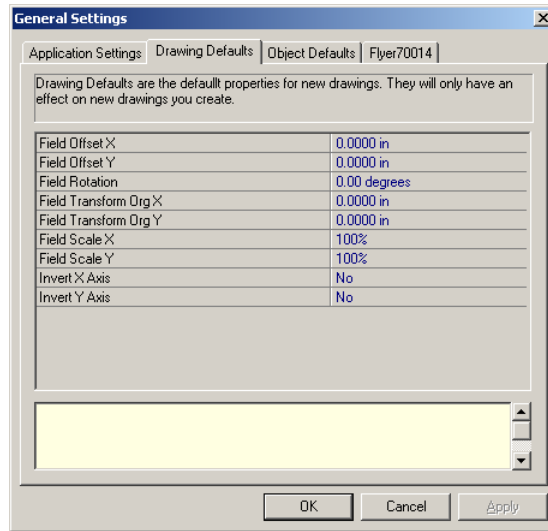 General Settings
Application Settings Drawing Defaults Object Defaults Flyer70014
Drawing Defaults are the defaullt properties for new drawings. They will only have an
effect on new drawings you create.
Field Offset X 0.0000 in
Field Offset Y 0.0000 in
Field Rotation 0.00 degrees
Field Transform Org X 0.0000 in
Field Transform Org Y 0.0000 in
Field Scale X 100%
Field Scale Y 100%
Invert X Axis No
Invert Y Axis No
OK Cancel Apply